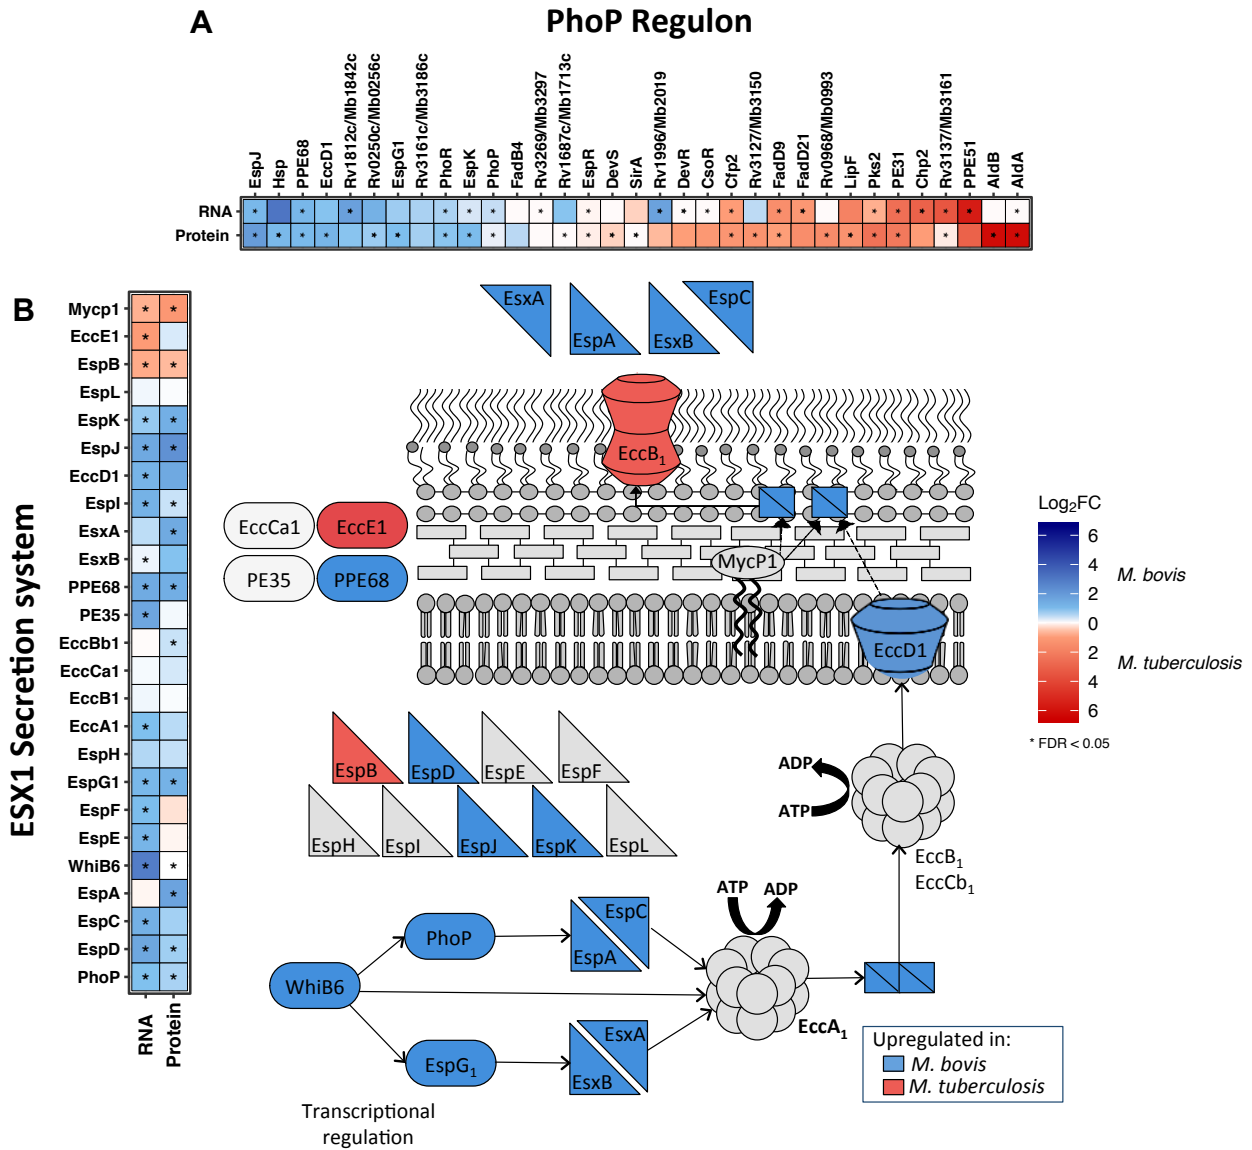 A
PhoP Regulon
EspJ
Hsp
PPE68
EccD1
Rv1812c/Mb1842c
Rv0250c/Mb0256c
EspG1
Rv3161c/Mb3186c
PhoR
EspK
PhoP
FadB4
Rv3269/Mb3297
Rv1687c/Mb1713c
EspR
DevS
SirA
Rv1996/Mb2019
DevR
CsoR
Cfp2
Rv3127/Mb3150
FadD9
FadD21
Rv0968/Mb0993
LipF
Pks2
PE31
Chp2
Rv3137/Mb3161
PPE51
AldB
AldA
RNA
Protein
B
ESX1 Secretion system
Mycp1
EccE1
EspB
EspL
EspK
EspJ
EccD1
EspI
EsxA
EsxB
PPE68
PE35
EccBb1
EccCa1
EccB1
EccA1
EspH
EspG1
EspF
EspE
WhiB6
EspA
EspC
EspD
PhoP
RNA
Protein
EsxA
EspA
EsxB
EspC
EccB1
EccCa1
EccE1
PE35
PPE68
MycP1
EccD1
EspB
EspD
EspE
EspF
EspH
EspI
EspJ
EspK
EspL
ADP
ATP
EccB1
EccCb1
ATP ADP
EccA1
WhiB6
PhoP
EspG1
EspC
EspA
EsxA
EsxB
Transcriptional
regulation
Log2FC
6
4
2
0
2
4
6
M. bovis
M. tuberculosis
* FDR < 0.05
Upregulated in:
M. bovis
M. tuberculosis